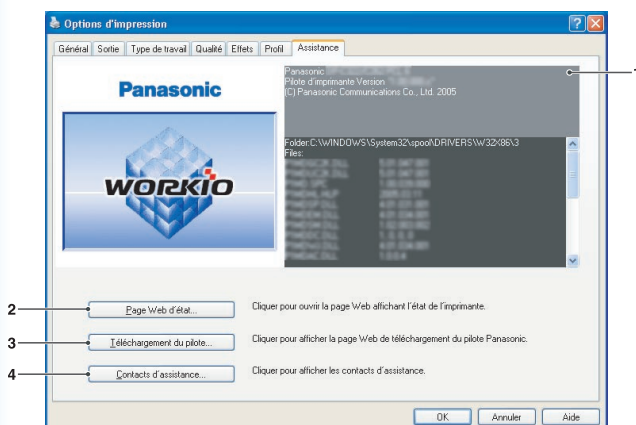 Options d'impression
Général Sortie Type de travail Qualité Effets Profil Assistance
Panasonic
WORKIO
Panasonic
Pilote d'imprimante Version
(C) Panasonic Communications Co., Ltd. 2005
1
Folder:C:\WINDOWS\System32\spool\DRIVERS\W32X86\3
Files:
2
Page Web d'état...
Cliquer pour ouvrir la page Web affichant l'état de l'imprimante.
3
Téléchargement du pilote...
Cliquer pour afficher la page Web de téléchargement du pilote Panasonic.
4
Contacts d'assistance...
Cliquer pour afficher les contacts d'assistance.
OK Annuler Aide